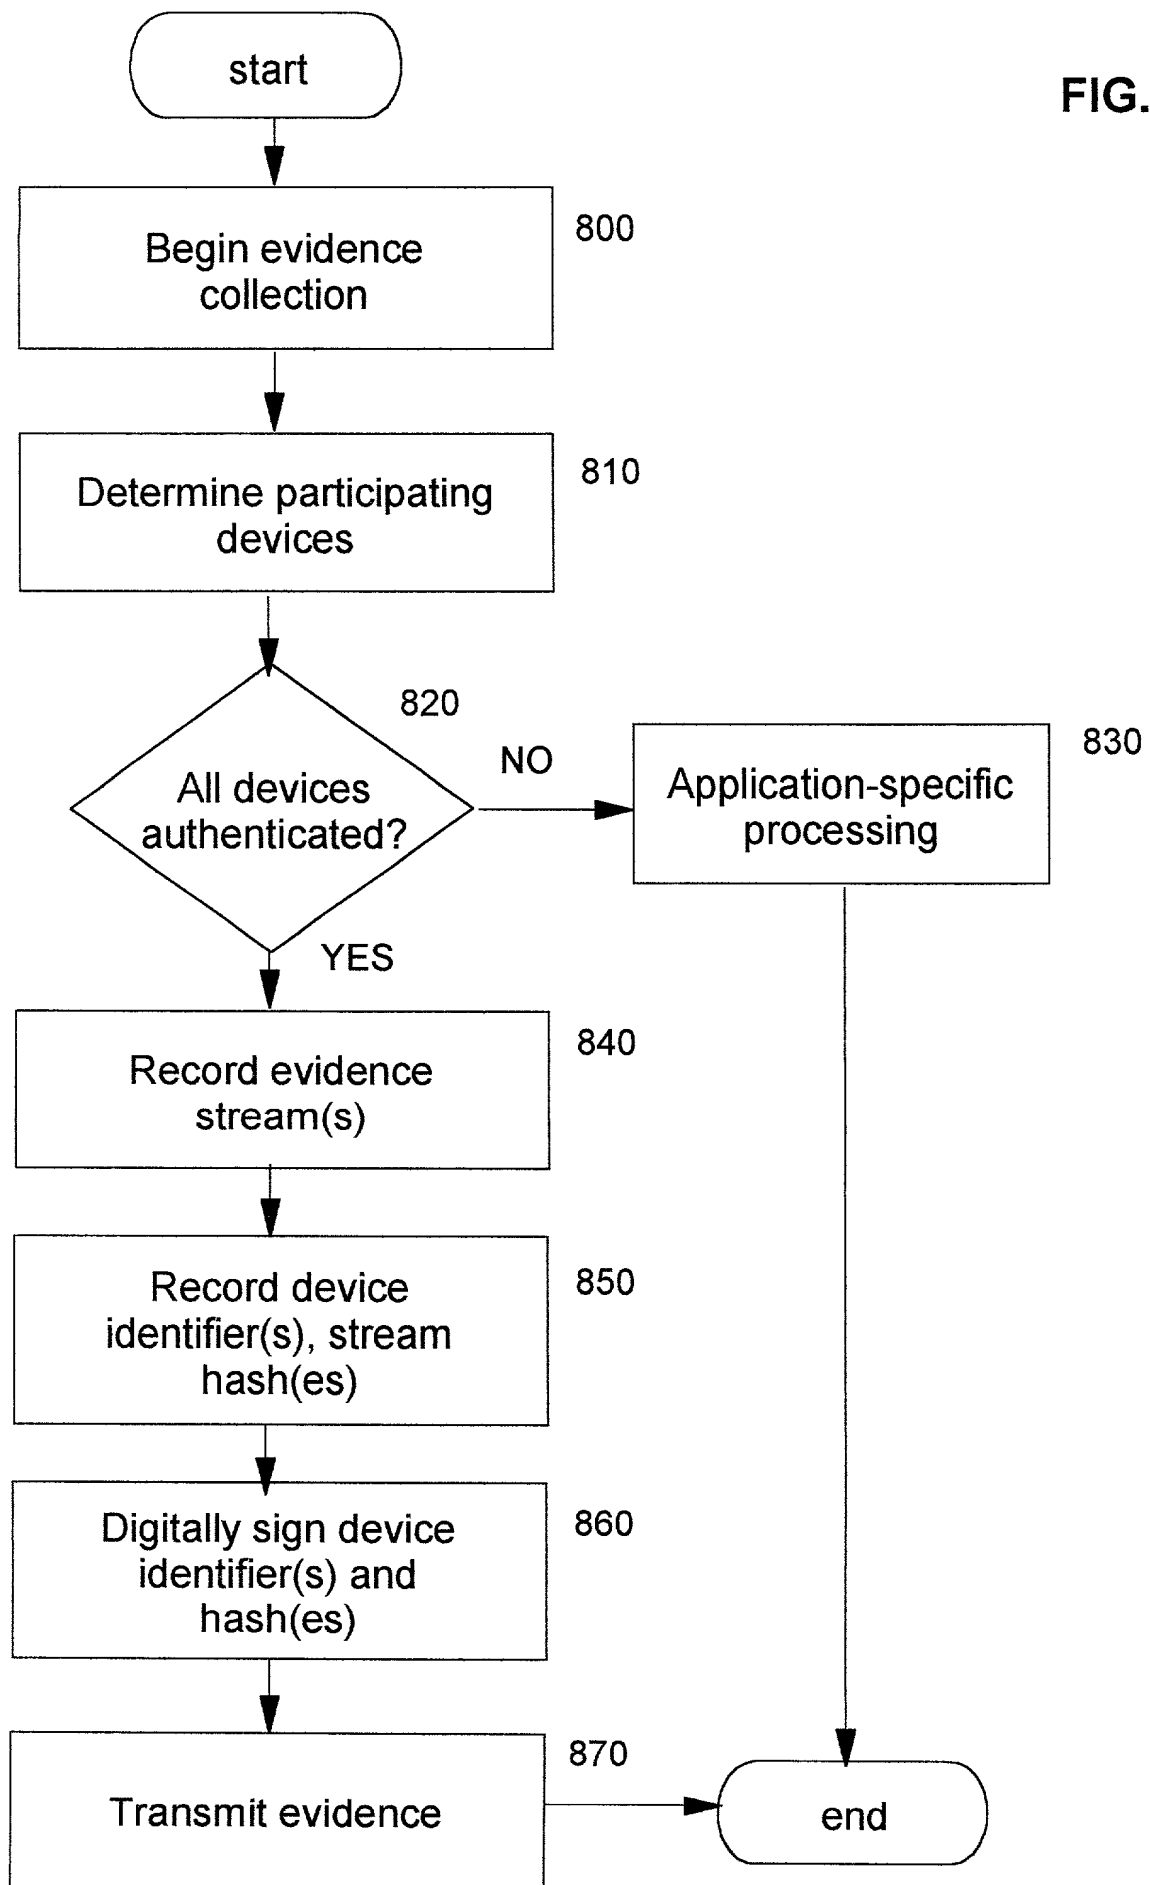 start
FIG.
800
Begin evidence
collection
810
Determine participating
devices
820
NO
830
All devices
authenticated?
Application-specific
processing
YES
840
Record evidence
stream(s)
850
Record device
identifier(s), stream
hash(es)
860
Digitally sign device
identifier(s) and
hash(es)
870
Transmit evidence
end